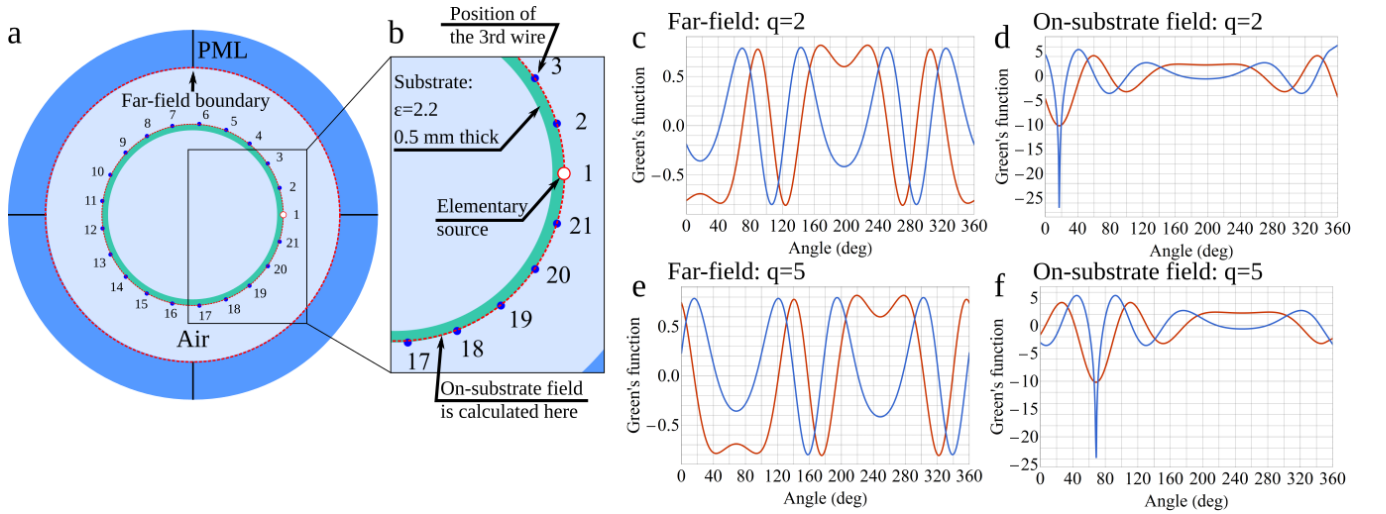 a
PML
Far-field boundary
1
2
3
4
5
6
7
8
9
10
11
12
13
14
15
16
17
18
19
20
21
Air
b
Position of
the 3rd wire
Substrate:
ε=2.2
0.5 mm thick
Elementary
source
3
2
1
21
20
19
18
17
On-substrate field
is calculated here
c
Far-field: q=2
Green's function
0.5
0.0
−0.5
0 40 80 120 160 200 240 280 320 360
Angle (deg)
d
On-substrate field: q=2
Green's function
5
0
−5
−10
−15
−20
−25
0 40 80 120 160 200 240 280 320 360
Angle (deg)
e
Far-field: q=5
Green's function
0.5
0.0
−0.5
0 40 80 120 160 200 240 280 320 360
Angle (deg)
f
On-substrate field: q=5
Green's function
5
0
−5
−10
−15
−20
−25
0 40 80 120 160 200 240 280 320 360
Angle (deg)